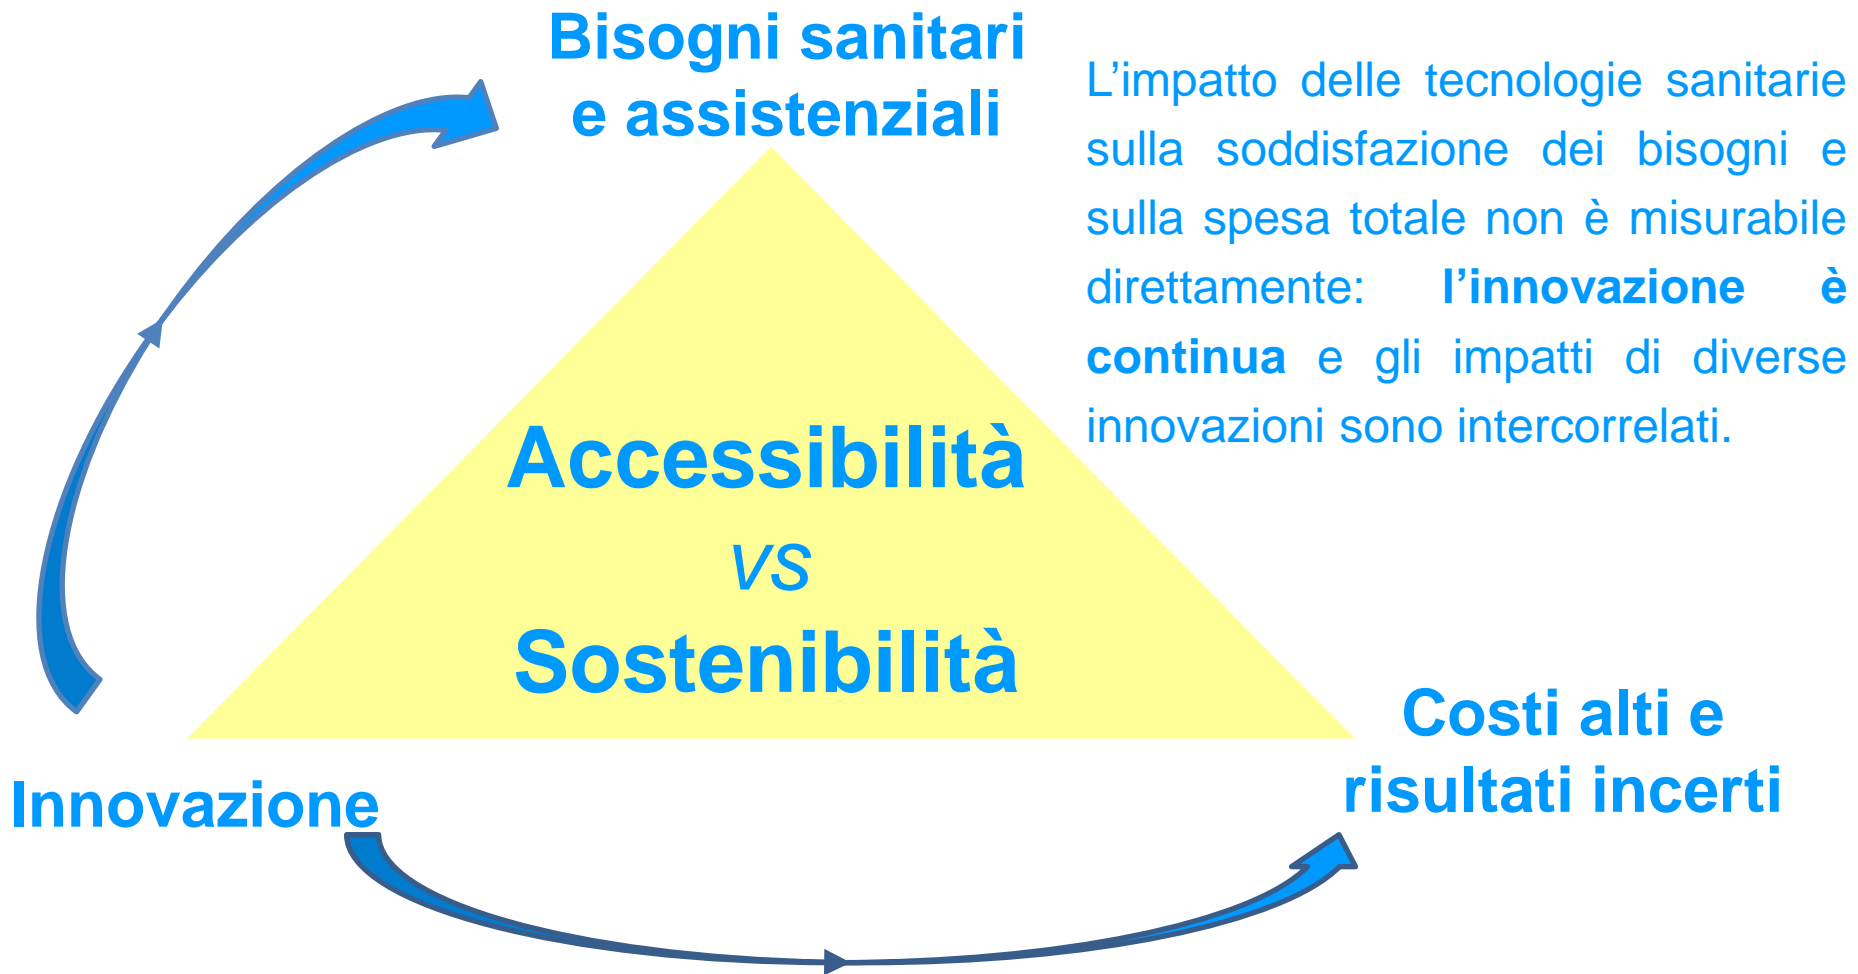 Bisogni sanitari
e assistenziali
L’impatto delle tecnologie sanitarie
sulla soddisfazione dei bisogni e
sulla spesa totale non è misurabile
direttamente: l’innovazione è
continua e gli impatti di diverse
innovazioni sono intercorrelati.
Accessibilità
vs
Sostenibilità
Costi alti e
risultati incerti
Innovazione